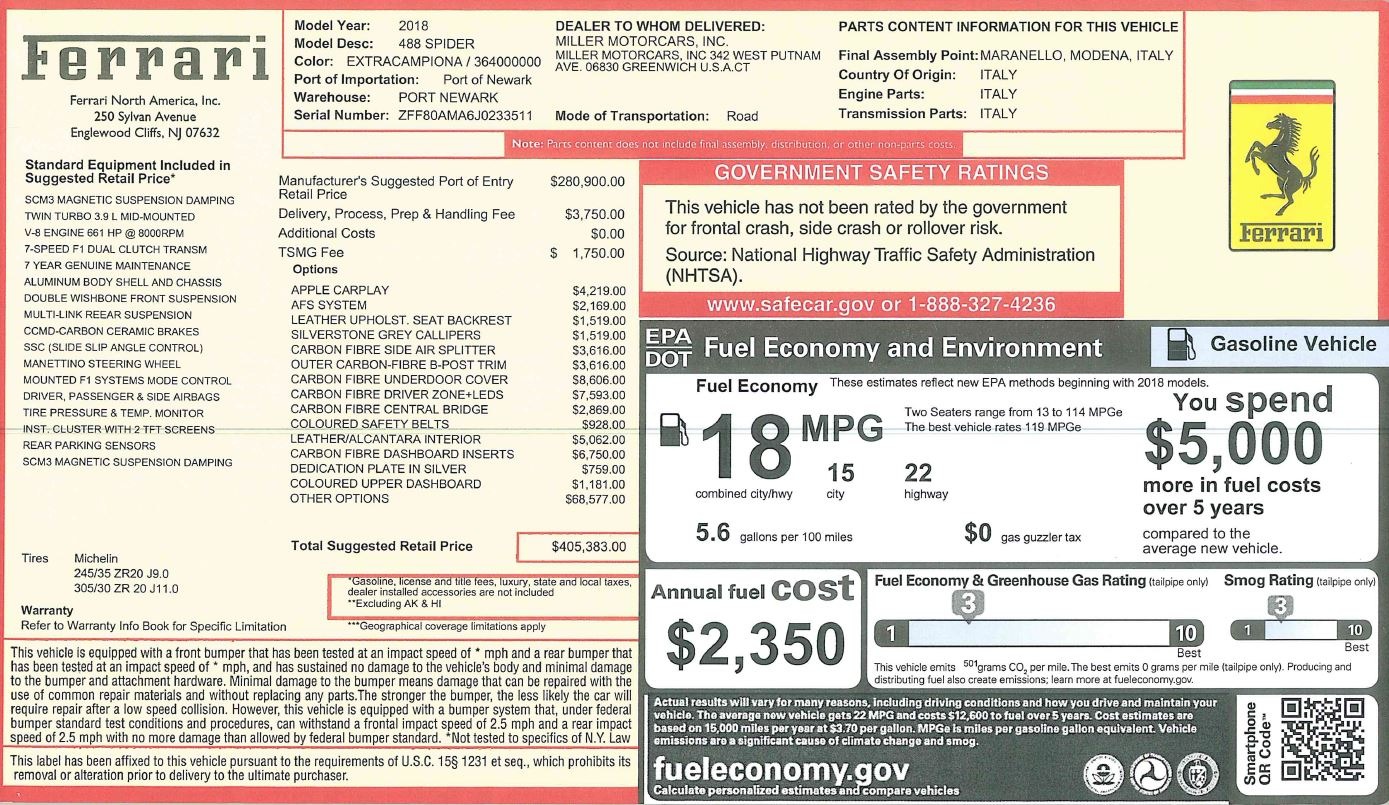 Ferrari
Ferrari North America, Inc.
250 Sylvan Avenue
Englewood Cliffs, NJ 07632
Model Year: 2018
Model Desc: 488 SPIDER
Color: EXTRACAMPIONA / 364000000
Port of Importation: Port of Newark
Warehouse: PORT NEWARK
Serial Number: ZFF80AMA6J0233511
DEALER TO WHOM DELIVERED:
MILLER MOTORCARS, INC.
MILLER MOTORCARS, INC 342 WEST PUTNAM
AVE. 06830 GREENWICH U.S.A.CT
Mode of Transportation: Road
PARTS CONTENT INFORMATION FOR THIS VEHICLE
Final Assembly Point: MARANELLO, MODENA, ITALY
Country Of Origin: ITALY
Engine Parts: ITALY
Transmission Parts: ITALY
Note: Parts content does not include final assembly, distribution, or other non-parts costs.
Ferrari
Standard Equipment Included in
Suggested Retail Price*
SCM3 MAGNETIC SUSPENSION DAMPING
TWIN TURBO 3.9 L MID-MOUNTED
V-8 ENGINE 661 HP @ 8000RPM
7-SPEED F1 DUAL CLUTCH TRANSM
7 YEAR GENUINE MAINTENANCE
ALUMINUM BODY SHELL AND CHASSIS
DOUBLE WISHBONE FRONT SUSPENSION
MULTI-LINK REEAR SUSPENSION
CCMD-CARBON CERAMIC BRAKES
SSC (SLIDE SLIP ANGLE CONTROL)
MANETTINO STEERING WHEEL
MOUNTED F1 SYSTEMS MODE CONTROL
DRIVER, PASSENGER & SIDE AIRBAGS
TIRE PRESSURE & TEMP. MONITOR
INST. CLUSTER WITH 2 TFT SCREENS
REAR PARKING SENSORS
SCM3 MAGNETIC SUSPENSION DAMPING
Tires Michelin
245/35 ZR20 J9.0
305/30 ZR 20 J11.0
Warranty
Refer to Warranty Info Book for Specific Limitation
Manufacturer's Suggested Port of Entry $280,900.00
Retail Price
Delivery, Process, Prep & Handling Fee $3,750.00
Additional Costs $0.00
TSMG Fee $ 1,750.00
Options
APPLE CARPLAY $4,219.00
AFS SYSTEM $2,169.00
LEATHER UPHOLST. SEAT BACKREST $1,519.00
SILVERSTONE GREY CALLIPERS $1,519.00
CARBON FIBRE SIDE AIR SPLITTER $3,616.00
OUTER CARBON-FIBRE B-POST TRIM $3,616.00
CARBON FIBRE UNDERDOOR COVER $8,606.00
CARBON FIBRE DRIVER ZONE+LEDS $7,593.00
CARBON FIBRE CENTRAL BRIDGE $2,869.00
COLOURED SAFETY BELTS $928.00
LEATHER/ALCANTARA INTERIOR $5,062.00
CARBON FIBRE DASHBOARD INSERTS $6,750.00
DEDICATION PLATE IN SILVER $759.00
COLOURED UPPER DASHBOARD $1,181.00
OTHER OPTIONS $68,577.00
Total Suggested Retail Price $405,383.00
*Gasoline, license and title fees, luxury, state and local taxes,
dealer installed accessories are not included
**Excluding AK & HI
***Geographical coverage limitations apply
This vehicle is equipped with a front bumper that has been tested at an impact speed of * mph and a rear bumper that
has been tested at an impact speed of * mph, and has sustained no damage to the vehicle's body and minimal damage
to the bumper and attachment hardware. Minimal damage to the bumper means damage that can be repaired with the
use of common repair materials and without replacing any parts.The stronger the bumper, the less likely the car will
require repair after a low speed collision. However, this vehicle is equipped with a bumper system that, under federal
bumper standard test conditions and procedures, can withstand a frontal impact speed of 2.5 mph and a rear impact
speed of 2.5 mph with no more damage than allowed by federal bumper standard. *Not tested to specifics of N.Y. Law
This label has been affixed to this vehicle pursuant to the requirements of U.S.C. 15§ 1231 et seq., which prohibits its
removal or alteration prior to delivery to the ultimate purchaser.
GOVERNMENT SAFETY RATINGS
This vehicle has not been rated by the government
for frontal crash, side crash or rollover risk.
Source: National Highway Traffic Safety Administration
(NHTSA).
www.safecar.gov or 1-888-327-4236
EPA
DOT
Fuel Economy and Environment
Gasoline Vehicle
Fuel Economy
These estimates reflect new EPA methods beginning with 2018 models.
18 MPG
Two Seaters range from 13 to 114 MPGe
The best vehicle rates 119 MPGe
15 22
combined city/hwy city highway
5.6 gallons per 100 miles
$0 gas guzzler tax
You spend
$5,000
more in fuel costs
over 5 years
compared to the
average new vehicle.
Annual fuel cost
$2,350
Fuel Economy & Greenhouse Gas Rating (tailpipe only)
3
1 10
Best
Smog Rating (tailpipe only)
3
1 10
Best
This vehicle emits 501grams CO2 per mile. The best emits 0 grams per mile (tailpipe only). Producing and
distributing fuel also create emissions; learn more at fueleconomy.gov.
Actual results will vary for many reasons, including driving conditions and how you drive and maintain your
vehicle. The average new vehicle gets 22 MPG and costs $12,600 to fuel over 5 years. Cost estimates are
based on 15,000 miles per year at $3.70 per gallon. MPGe is miles per gasoline gallon equivalent. Vehicle
emissions are a significant cause of climate change and smog.
fueleconomy.gov
Calculate personalized estimates and compare vehicles
Smartphone
QR Code™